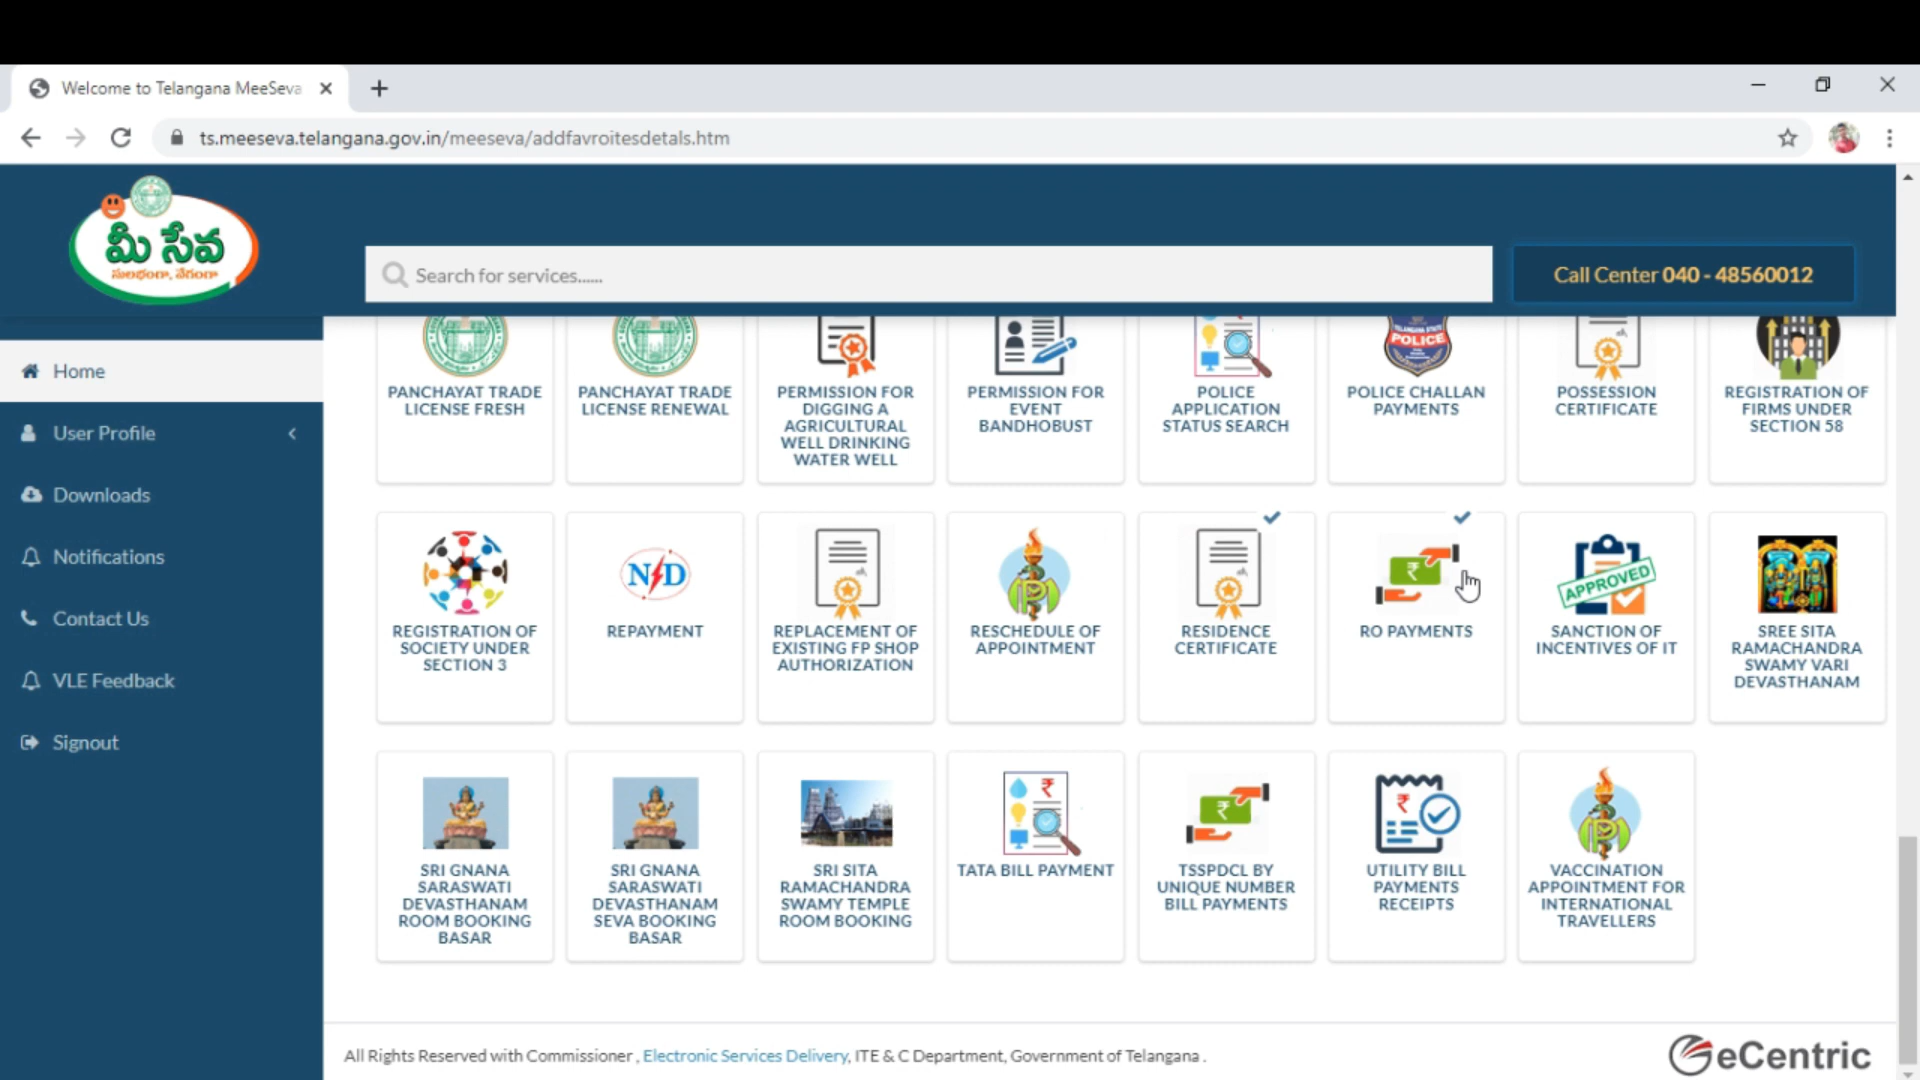 Welcome to Telangana MeeSeva
ts.meeseva.telangana.gov.in/meeseva/addfavroitesdetals.htm
మీ సేవ
సులభంగా, వేగంగా
Search for services......
Call Center 040 - 48560012
Home
User Profile
Downloads
Notifications
Contact Us
VLE Feedback
Signout
PANCHAYAT TRADE
LICENSE FRESH
PANCHAYAT TRADE
LICENSE RENEWAL
PERMISSION FOR
DIGGING A
AGRICULTURAL
WELL DRINKING
WATER WELL
PERMISSION FOR
EVENT
BANDHOBUST
POLICE
APPLICATION
STATUS SEARCH
TELANGANA STATE
POLICE
POLICE CHALLAN
PAYMENTS
POSSESSION
CERTIFICATE
REGISTRATION OF
FIRMS UNDER
SECTION 58
REGISTRATION OF
SOCIETY UNDER
SECTION 3
REPAYMENT
REPLACEMENT OF
EXISTING FP SHOP
AUTHORIZATION
RESCHEDULE OF
APPOINTMENT
RESIDENCE
CERTIFICATE
₹
RO PAYMENTS
APPROVED
SANCTION OF
INCENTIVES OF IT
SREE SITA
RAMACHANDRA
SWAMY VARI
DEVASTHANAM
SRI GNANA
SARASWATI
DEVASTHANAM
ROOM BOOKING
BASAR
SRI GNANA
SARASWATI
DEVASTHANAM
SEVA BOOKING
BASAR
SRI SITA
RAMACHANDRA
SWAMY TEMPLE
ROOM BOOKING
₹
TATA BILL PAYMENT
₹
TSSPDCL BY
UNIQUE NUMBER
BILL PAYMENTS
₹
UTILITY BILL
PAYMENTS
RECEIPTS
VACCINATION
APPOINTMENT FOR
INTERNATIONAL
TRAVELLERS
All Rights Reserved with Commissioner , Electronic Services Delivery, ITE & C Department, Government of Telangana .
eCentric